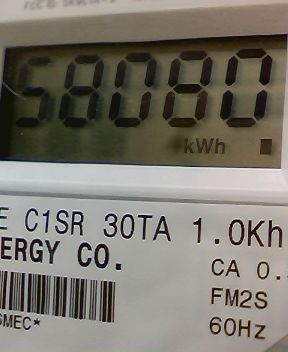 58080
kWh
E C1SR 30TA 1.0Kh
ERGY CO.
CA 0.
FM2S
60Hz
SMEC*